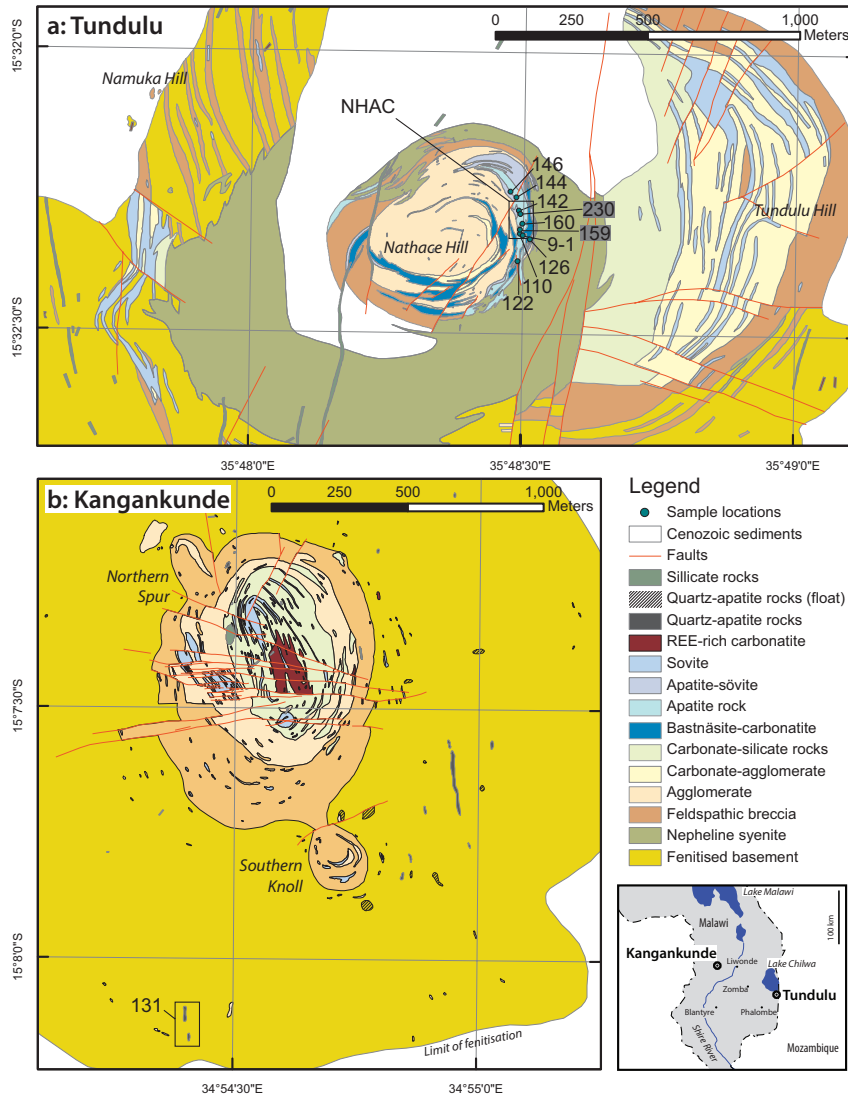 a: Tundulu
0 250 500 1,000
Meters
15°32'0"S
Namuka Hill
NHAC
146
144
142
230
160
159
9-1
126
110
122
Nathace Hill
Tundulu Hill
15°32'30"S
35°48'0"E
35°48'30"E
35°49'0"E
b: Kangankunde
0 250 500 1,000
Meters
Northern
Spur
15°7'30"S
Southern
Knoll
15°8'0"S
131
Limit of fenitisation
34°54'30"E
34°55'0"E
Legend
Sample locations
Cenozoic sediments
Faults
Sillicate rocks
Quartz-apatite rocks (float)
Quartz-apatite rocks
REE-rich carbonatite
Sovite
Apatite-sövite
Apatite rock
Bastnäsite-carbonatite
Carbonate-silicate rocks
Carbonate-agglomerate
Agglomerate
Feldspathic breccia
Nepheline syenite
Fenitised basement
Lake Malawi
Malawi
100 km
Kangankunde
Liwonde
Lake Chilwa
Zomba
Tundulu
Blantyre
Phalombe
Shire River
Mozambique